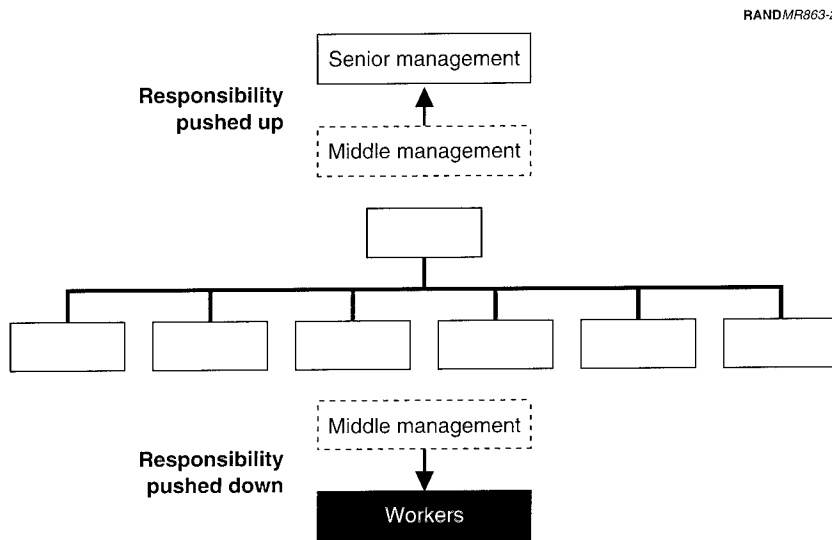 RANDMR863-2
Senior management
Responsibility
pushed up
Middle management
Middle management
Responsibility
pushed down
Workers